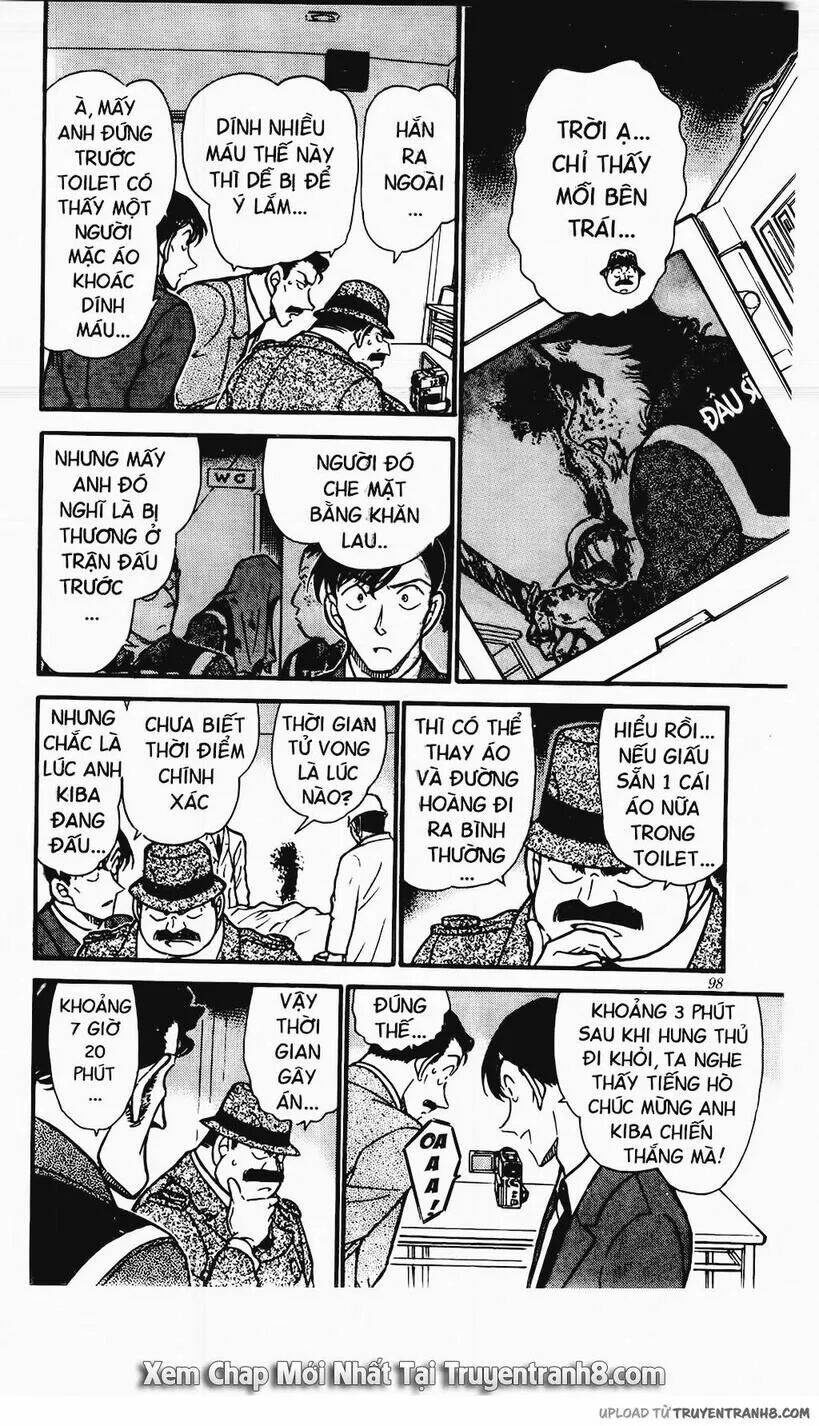 TRỜI Ạ...
CHỈ THẤY
MỖI BÊN
TRÁI...
ĐẤU SĨ
HẮN
RA
NGOÀI
...
DÍNH NHIỀU
MÁU THẾ NÀY
THÌ DỄ BỊ ĐỂ
Ý LẮM...
À, MẤY
ANH ĐỨNG
TRƯỚC
TOILET CÓ
THẤY MỘT
NGƯỜI
MẶC ÁO
KHOÁC
DÍNH
MÁU...
NGƯỜI ĐÓ
CHE MẶT
BẰNG KHĂN
LAU..
WC
NHƯNG MẤY
ANH ĐÓ
NGHĨ LÀ BỊ
THƯƠNG Ở
TRẬN ĐẤU
TRƯỚC
...
HIỂU RỒI...
NẾU GIẤU
SẴN 1 CÁI
ÁO NỮA
TRONG
TOILET...
THÌ CÓ THỂ
THAY ÁO
VÀ ĐƯỜNG
HOÀNG ĐI
RA BÌNH
THƯỜNG
...
THỜI GIAN
TỬ VONG
LÀ LÚC
NÀO?
CHƯA BIẾT
THỜI ĐIỂM
CHÍNH
XÁC
NHƯNG
CHẮC LÀ
LÚC ANH
KIBA
ĐANG
ĐẤU...
98
KHOẢNG 3 PHÚT
SAU KHI HUNG THỦ
ĐI KHỎI, TA NGHE
THẤY TIẾNG HÒ
CHÚC MỪNG ANH
KIBA CHIẾN
THẮNG MÀ!
ĐÚNG
THẾ...
OA
A
A!
VẬY
THỜI
GIAN
GÂY
ÁN...
KHOẢNG
7 GIỜ
20
PHÚT
...
Xem Chap Mới Nhất Tại Truyentranh8.com
UPLOAD TỪ TRUYENTRANH8.COM